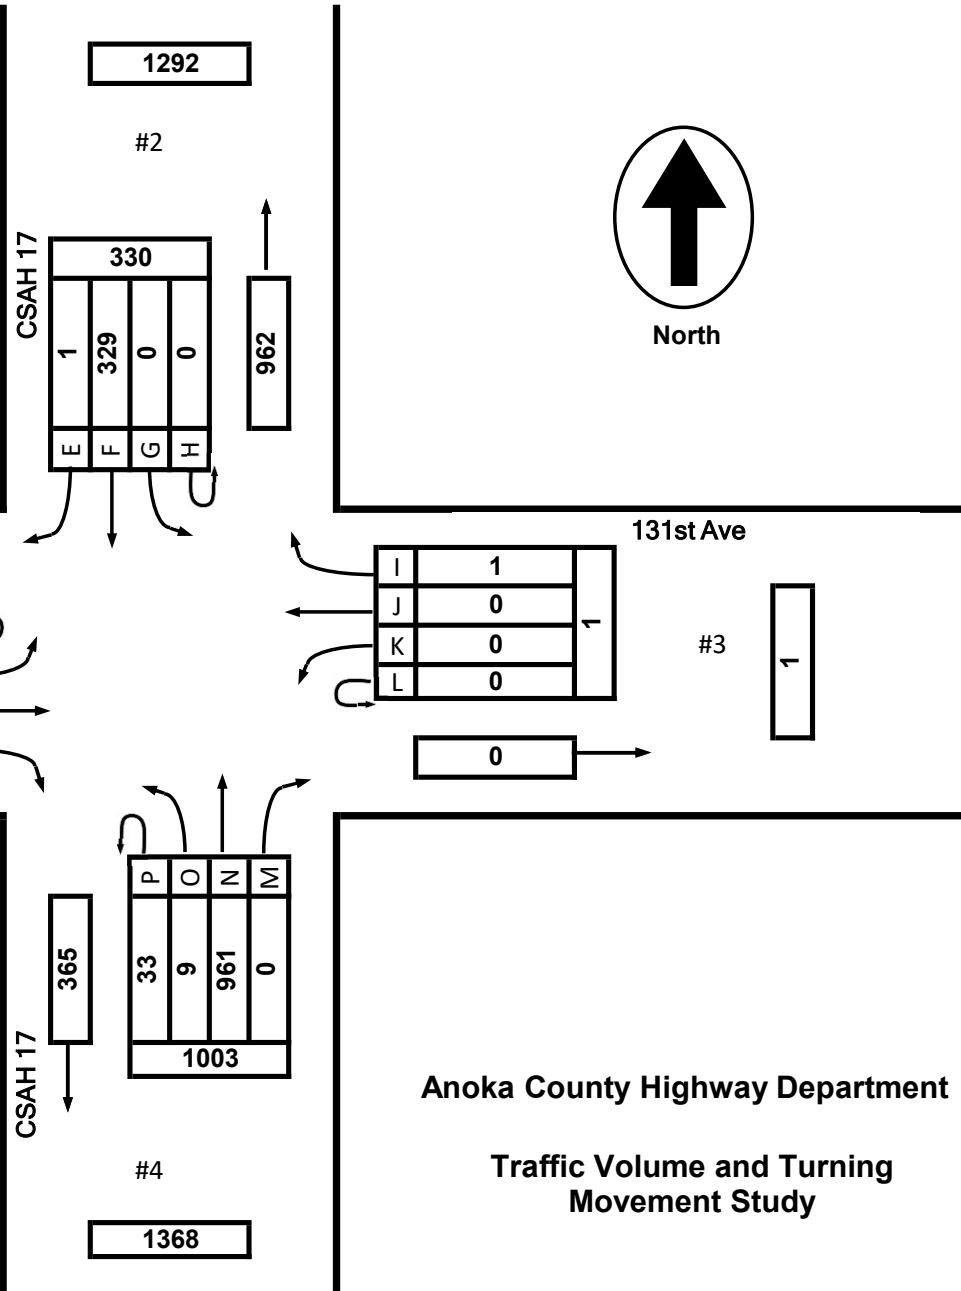 1292
#2
CSAH 17
330
1
329
0
0
962
E
F
G
H
North
131st Ave
I
1
J
0
K
0
L
0
1
#3
1
0
P
O
N
M
365
33
9
961
0
1003
CSAH 17
#4
1368
Anoka County Highway Department
Traffic Volume and Turning
Movement Study